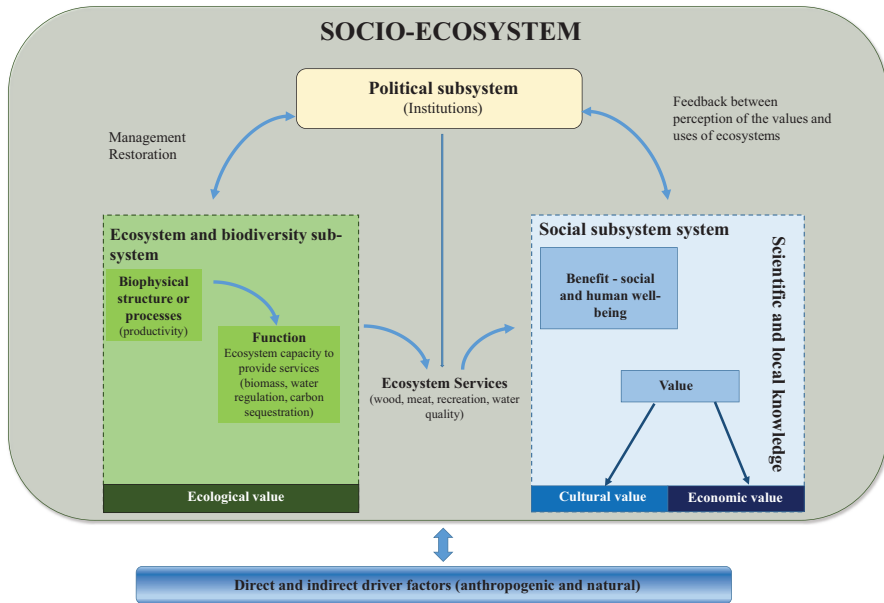 SOCIO-ECOSYSTEM
Political subsystem
(Institutions)
Management
Restoration
Feedback between
perception of the values and
uses of ecosystems
Ecosystem and biodiversity sub-
system
Biophysical
structure or
processes
(productivity)
Function
Ecosystem capacity to
provide services
(biomass, water
regulation, carbon
sequestration)
Ecological value
Ecosystem Services
(wood, meat, recreation, water
quality)
Social subsystem system
Benefit - social
and human well-
being
Value
Scientific and local knowledge
Cultural value
Economic value
Direct and indirect driver factors (anthropogenic and natural)